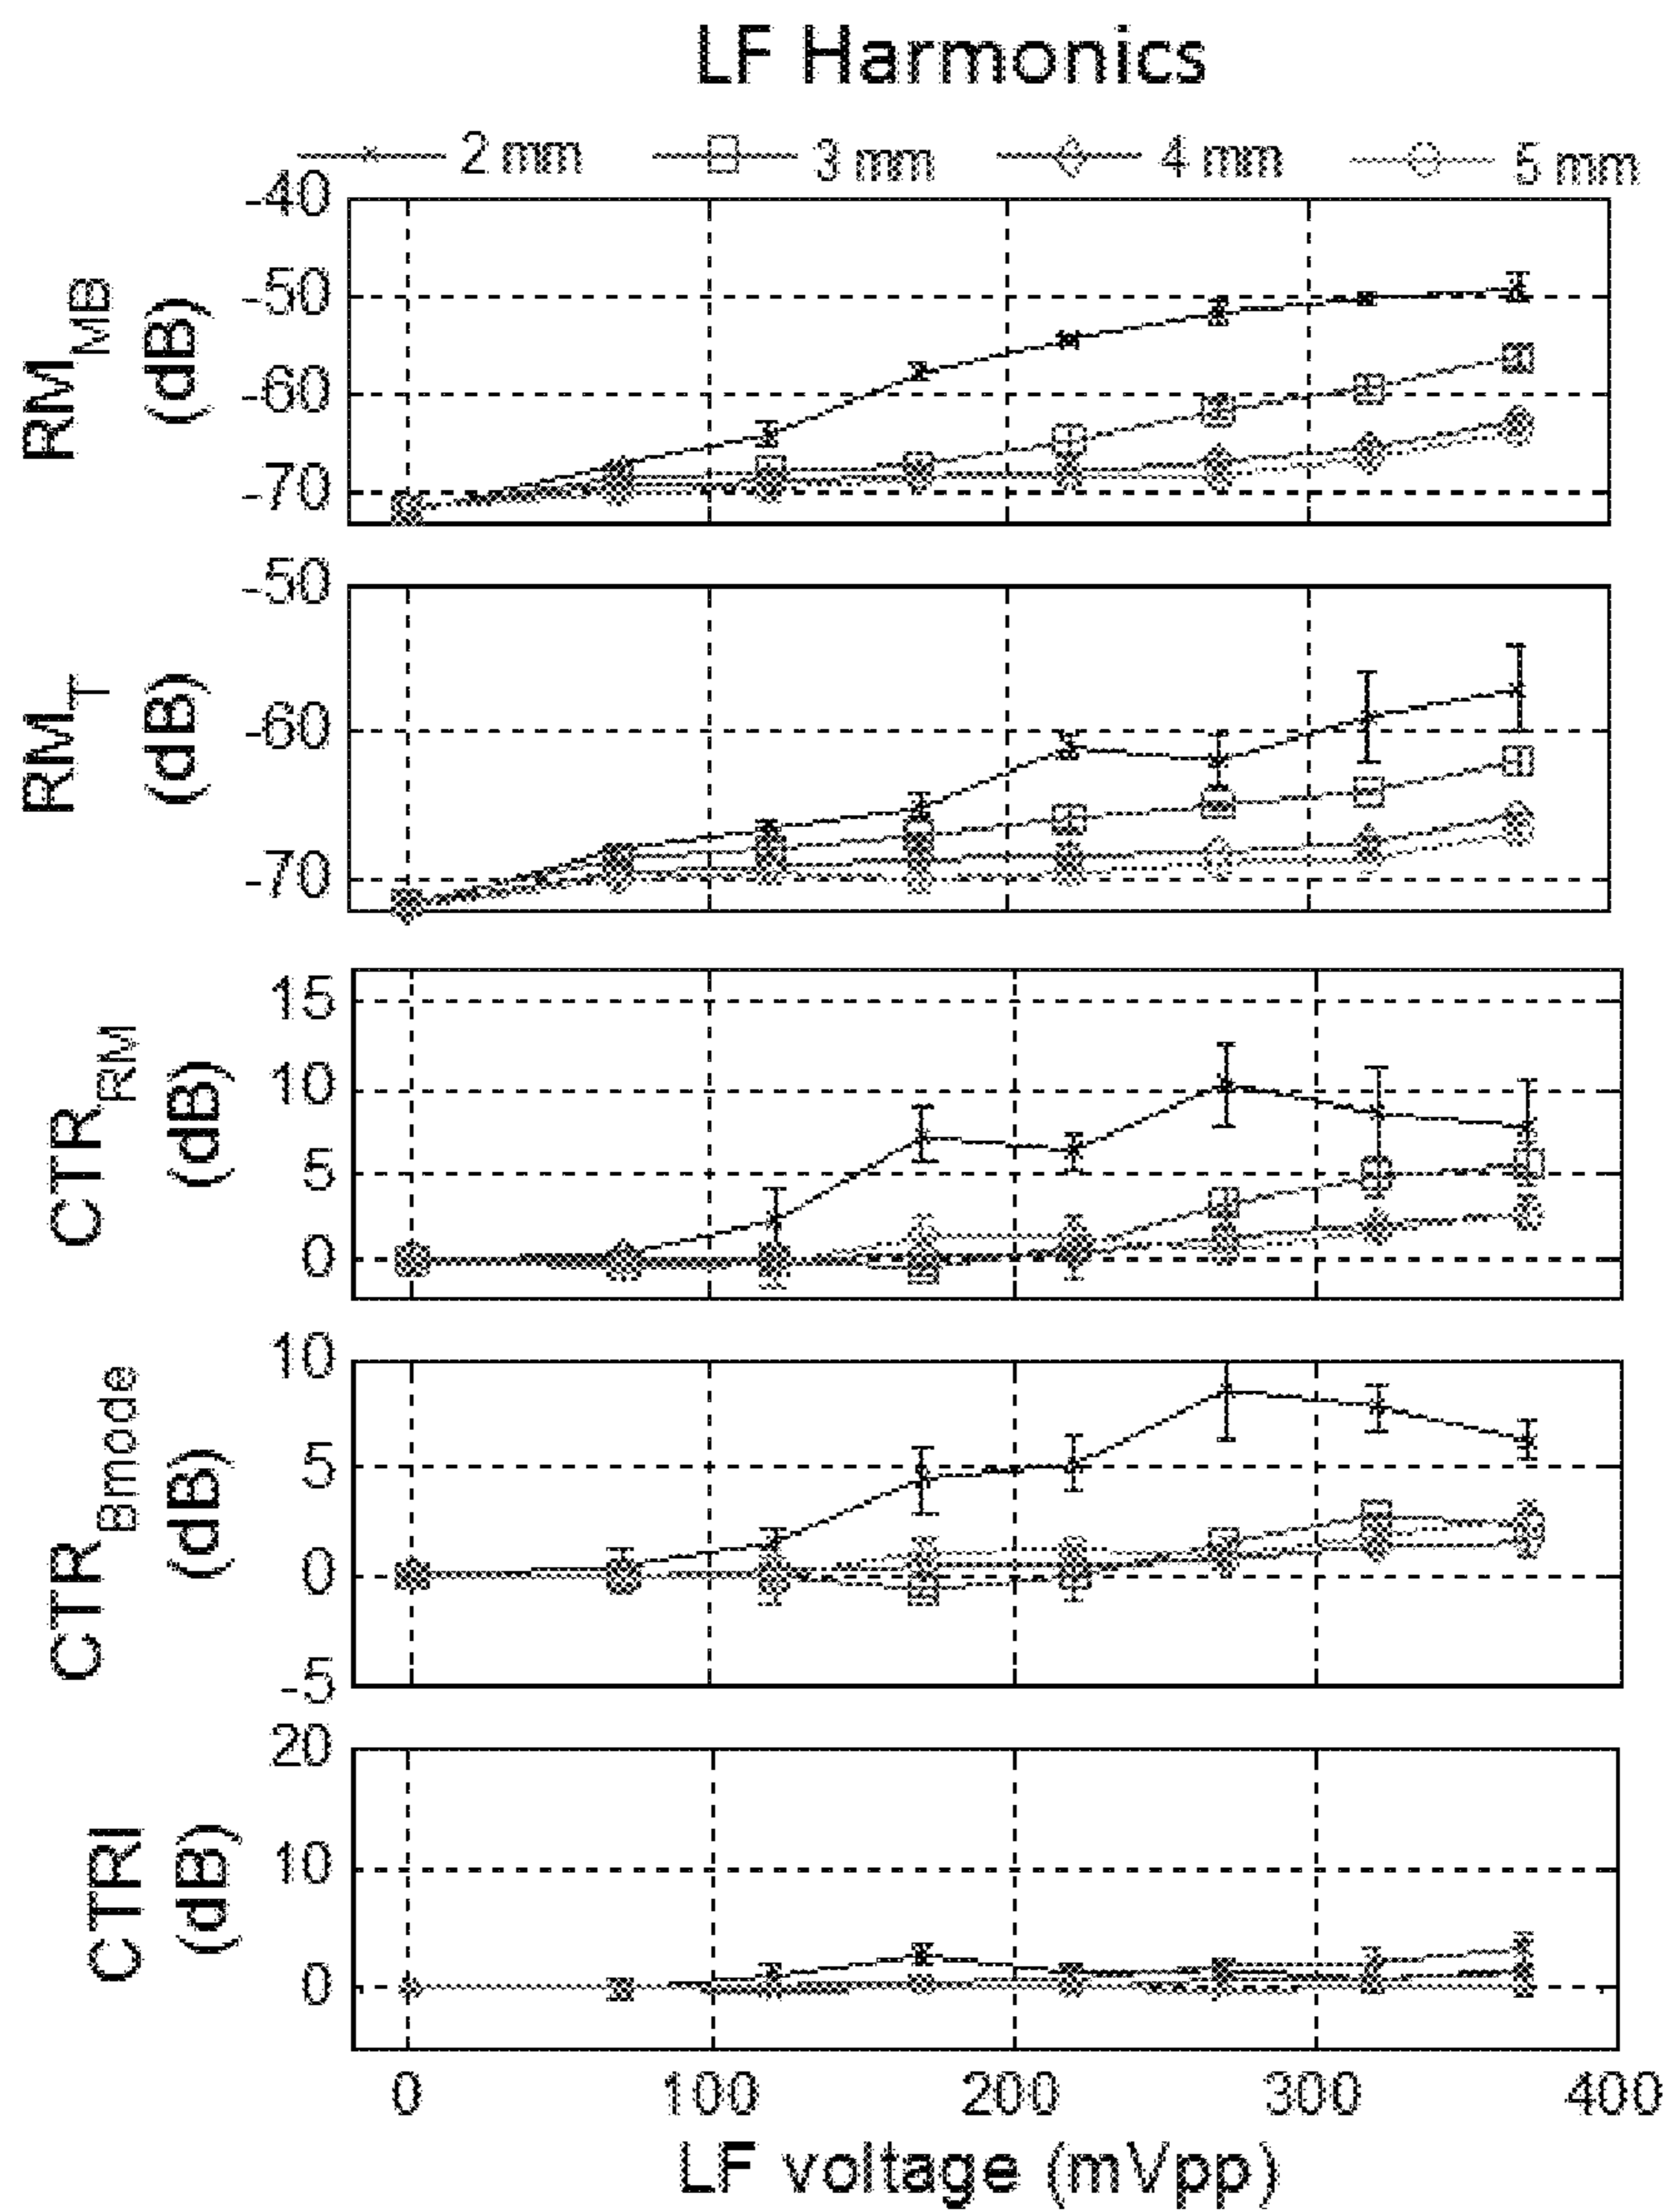 LF Harmonics
2 mm 3 mm 4 mm 5 mm
RM_MB
(dB)
-40
-50
-60
-70
RM_T
(dB)
-50
-60
-70
CTR_RM
(dB)
15
10
5
0
CTR_Bmode
(dB)
10
5
0
-5
CTRI
(dB)
20
10
0
0 100 200 300 400
LF voltage (mVpp)